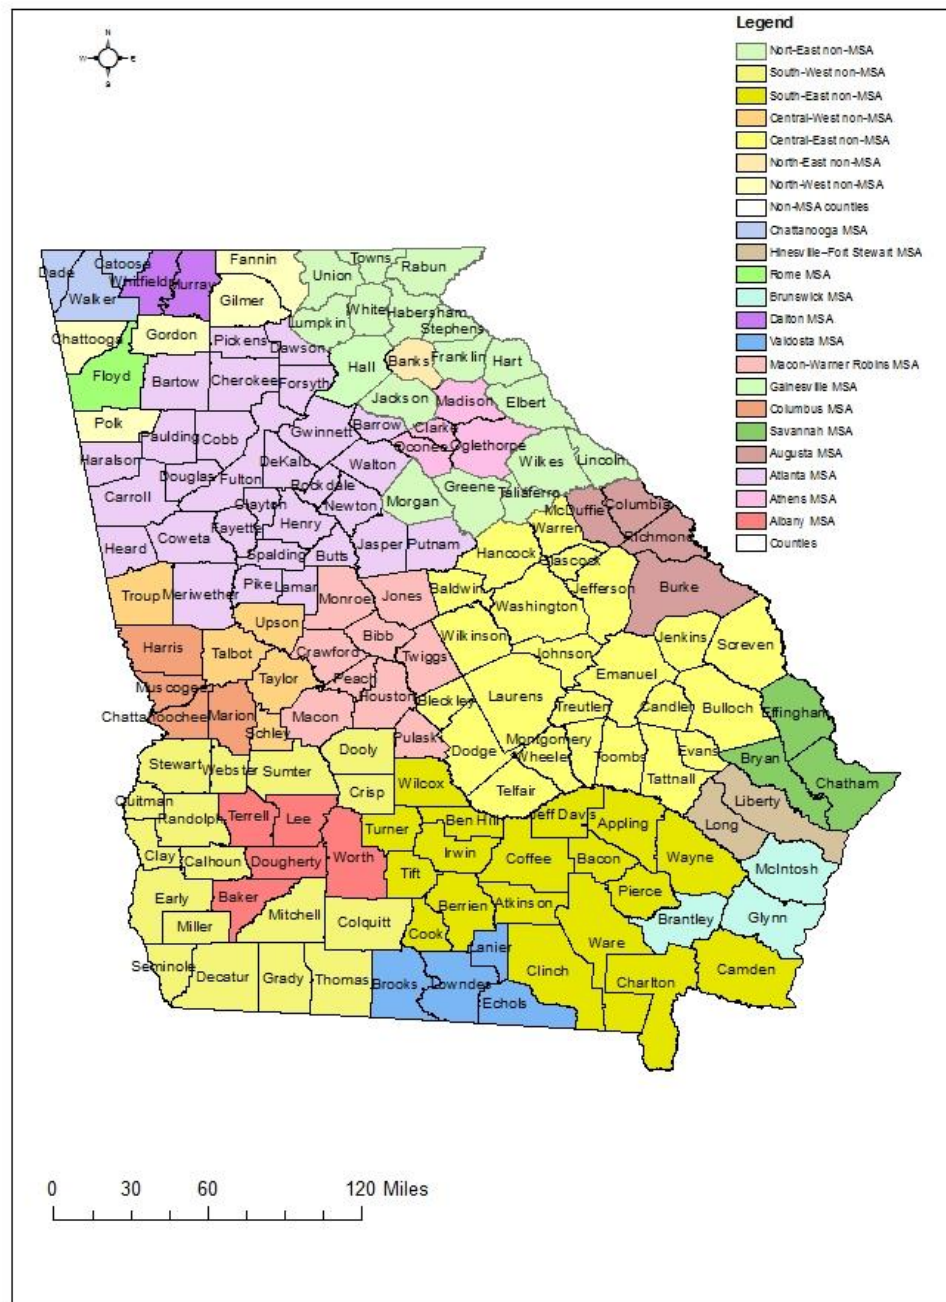 Legend
Nort-East non-MSA
South-West non-MSA
South-East non-MSA
Central-West non-MSA
Central-East non-MSA
North-East non-MSA
North-West non-MSA
Non-MSA counties
Chattanooga MSA
Hinesville-Fort Stewart MSA
Rome MSA
Brunswick MSA
Dalton MSA
Valdosta MSA
Macon-Warner Robins MSA
Gainesville MSA
Columbus MSA
Savannah MSA
Augusta MSA
Atlanta MSA
Athens MSA
Albany MSA
Counties
N
W E
S
Dade Catoosa Whitfield Murray Fannin Union Towns Rabun
Walker Gilmer White Habersham
Lumpkin Stephens
Chattooga Gordon Pickens Dawson Hall Banks Franklin Hart
Floyd Bartow Cherokee Forsyth Jackson Madison Elbert
Polk Paulding Cobb Gwinnett Barrow Clarke
Oconee Oglethorpe
Haralson Douglas Fulton DeKalb Walton Wilkes Lincoln
Carroll Rockdale Newton Morgan Greene Taliaferro
Clayton McDuffie Columbia
Heard Coweta Fayette Henry Warren Richmond
Spalding Butts Jasper Putnam Hancock Glascock
Troup Meriwether Pike Lamar Monroe Jones Baldwin Jefferson Burke
Upson Washington
Harris Talbot Bibb Wilkinson Jenkins Screven
Crawford Twiggs Johnson
Muscogee Taylor Peach Emanuel
Chattahoochee Marion Houston Bleckley Laurens Treutlen Candler Bulloch Effingham
Macon
Schley Pulaski Dodge Montgomery
Stewart Webster Sumter Dooly Wheeler Toombs Evans Bryan
Wilcox Tattnall Chatham
Quitman Crisp Telfair Liberty
Randolph Terrell Lee Turner Ben Hill Jeff Davis Appling Long
Clay Calhoun Dougherty Worth Irwin Coffee Bacon Wayne McIntosh
Early Baker Tift Pierce
Miller Mitchell Colquitt Berrien Atkinson Brantley Glynn
Cook Lanier Ware
Seminole Decatur Grady Thomas Brooks Lowndes Clinch Charlton Camden
Echols
0 30 60 120 Miles